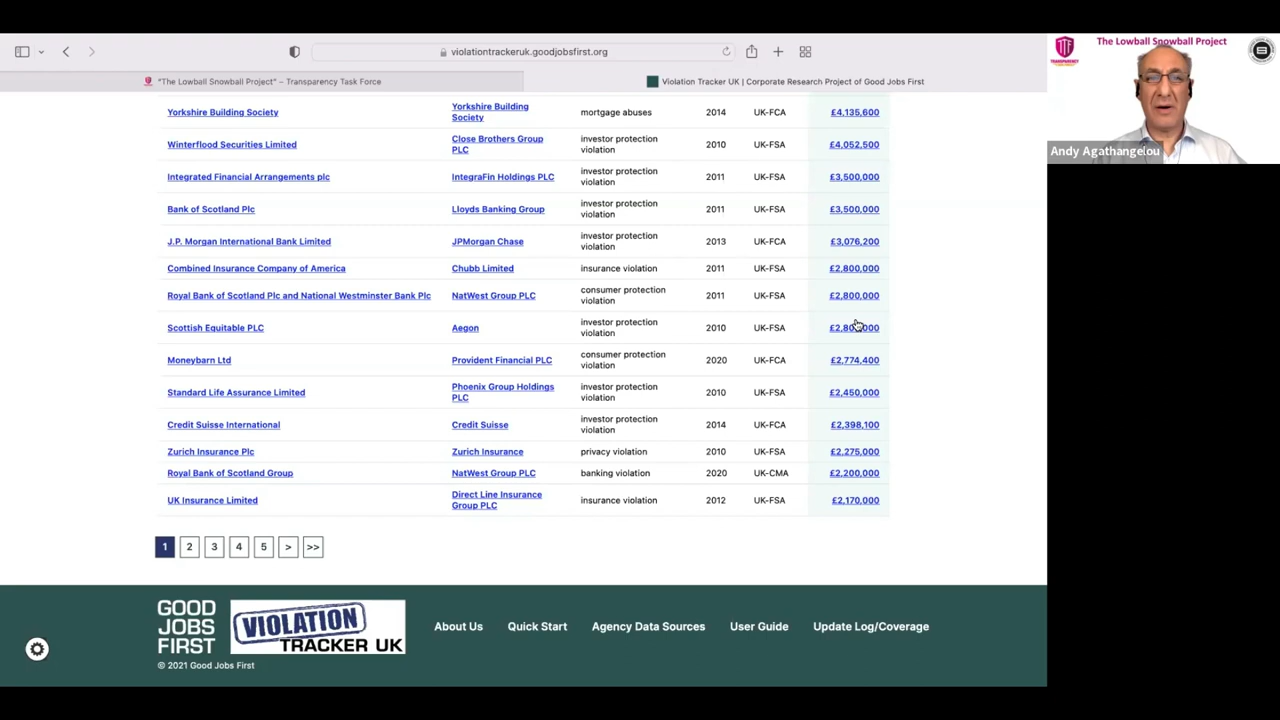 violationtrackeruk.goodjobsfirst.org
"The Lowball Snowball Project" – Transparency Task Force
Violation Tracker UK | Corporate Research Project of Good Jobs First
The Lowball Snowball Project
TRANSPARENCY
Andy Agathangelou
Yorkshire Building Society Yorkshire Building Society mortgage abuses 2014 UK-FCA £4,135,600
Winterflood Securities Limited Close Brothers Group PLC investor protection violation 2010 UK-FSA £4,052,500
Integrated Financial Arrangements plc IntegraFin Holdings PLC investor protection violation 2011 UK-FSA £3,500,000
Bank of Scotland Plc Lloyds Banking Group investor protection violation 2011 UK-FSA £3,500,000
J.P. Morgan International Bank Limited JPMorgan Chase investor protection violation 2013 UK-FCA £3,076,200
Combined Insurance Company of America Chubb Limited insurance violation 2011 UK-FSA £2,800,000
Royal Bank of Scotland Plc and National Westminster Bank Plc NatWest Group PLC consumer protection violation 2011 UK-FSA £2,800,000
Scottish Equitable PLC Aegon investor protection violation 2010 UK-FSA £2,800,000
Moneybarn Ltd Provident Financial PLC consumer protection violation 2020 UK-FCA £2,774,400
Standard Life Assurance Limited Phoenix Group Holdings PLC investor protection violation 2010 UK-FSA £2,450,000
Credit Suisse International Credit Suisse investor protection violation 2014 UK-FCA £2,398,100
Zurich Insurance Plc Zurich Insurance privacy violation 2010 UK-FSA £2,275,000
Royal Bank of Scotland Group NatWest Group PLC banking violation 2020 UK-CMA £2,200,000
UK Insurance Limited Direct Line Insurance Group PLC insurance violation 2012 UK-FSA £2,170,000
1 2 3 4 5 > >>
GOOD
JOBS
FIRST
VIOLATION
TRACKER UK
About Us Quick Start Agency Data Sources User Guide Update Log/Coverage
© 2021 Good Jobs First